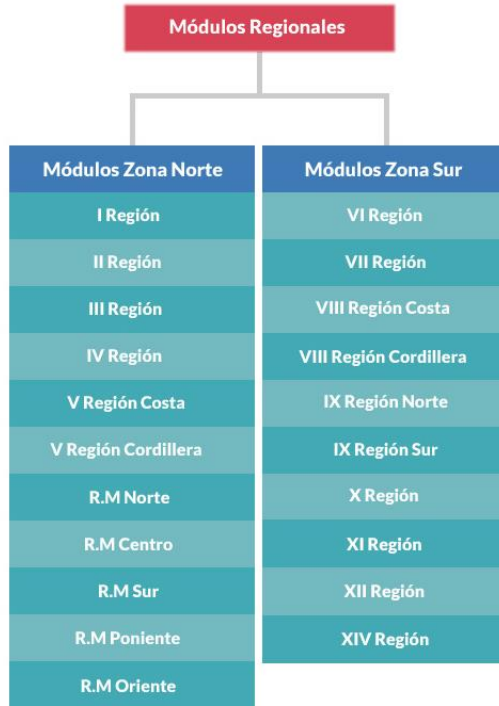 Módulos Regionales
Módulos Zona Norte
I Región
II Región
III Región
IV Región
V Región Costa
V Región Cordillera
R.M Norte
R.M Centro
R.M Sur
R.M Poniente
R.M Oriente
Módulos Zona Sur
VI Región
VII Región
VIII Región Costa
VIII Región Cordillera
IX Región Norte
IX Región Sur
X Región
XI Región
XII Región
XIV Región